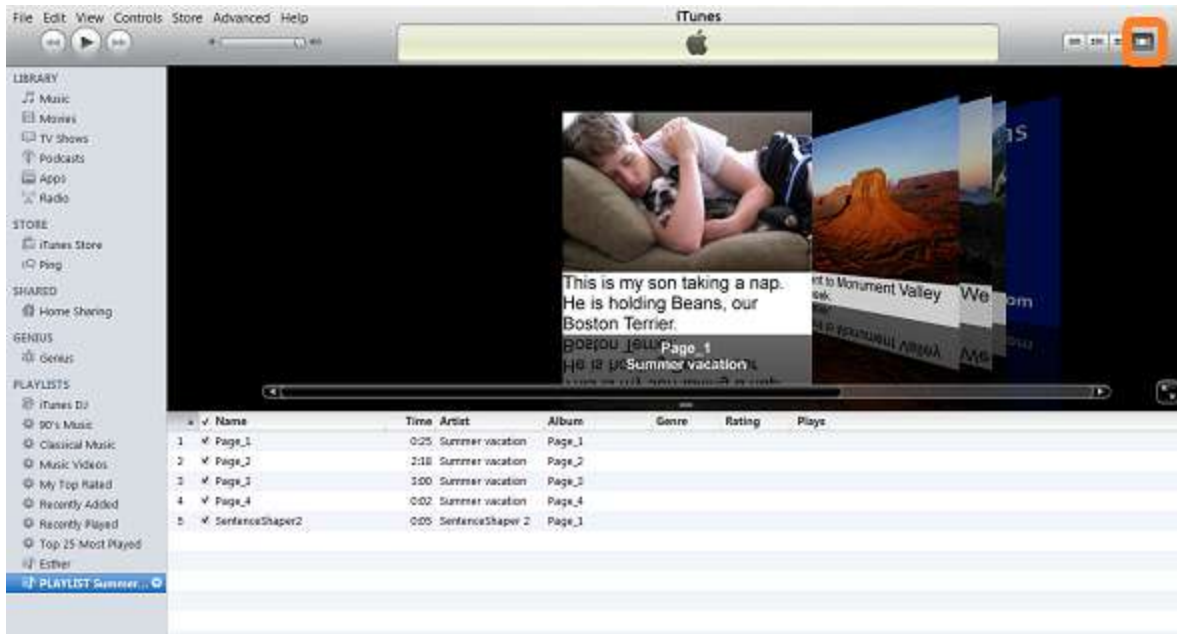 File Edit View Controls Store Advanced Help
iTunes
LIBRARY
Music
Movies
TV Shows
Podcasts
Apps
Radio
STORE
iTunes Store
Ping
SHARED
Home Sharing
GENIUS
Genius
PLAYLISTS
iTunes DJ
90's Music
Classical Music
Music Videos
My Top Rated
Recently Added
Recently Played
Top 25 Most Played
Esther
PLAYLIST Summer...
This is my son taking a nap.
He is holding Beans, our
Boston Terrier.
Page_1
Summer vacation
to Monument Valley
We
om
Name Time Artist Album Genre Rating Plays
1 Page_1 0:25 Summer vacation Page_1
2 Page_2 2:18 Summer vacation Page_2
3 Page_3 3:00 Summer vacation Page_3
4 Page_4 0:02 Summer vacation Page_4
5 SentenceShaper2 0:05 SentenceShaper 2 Page_1